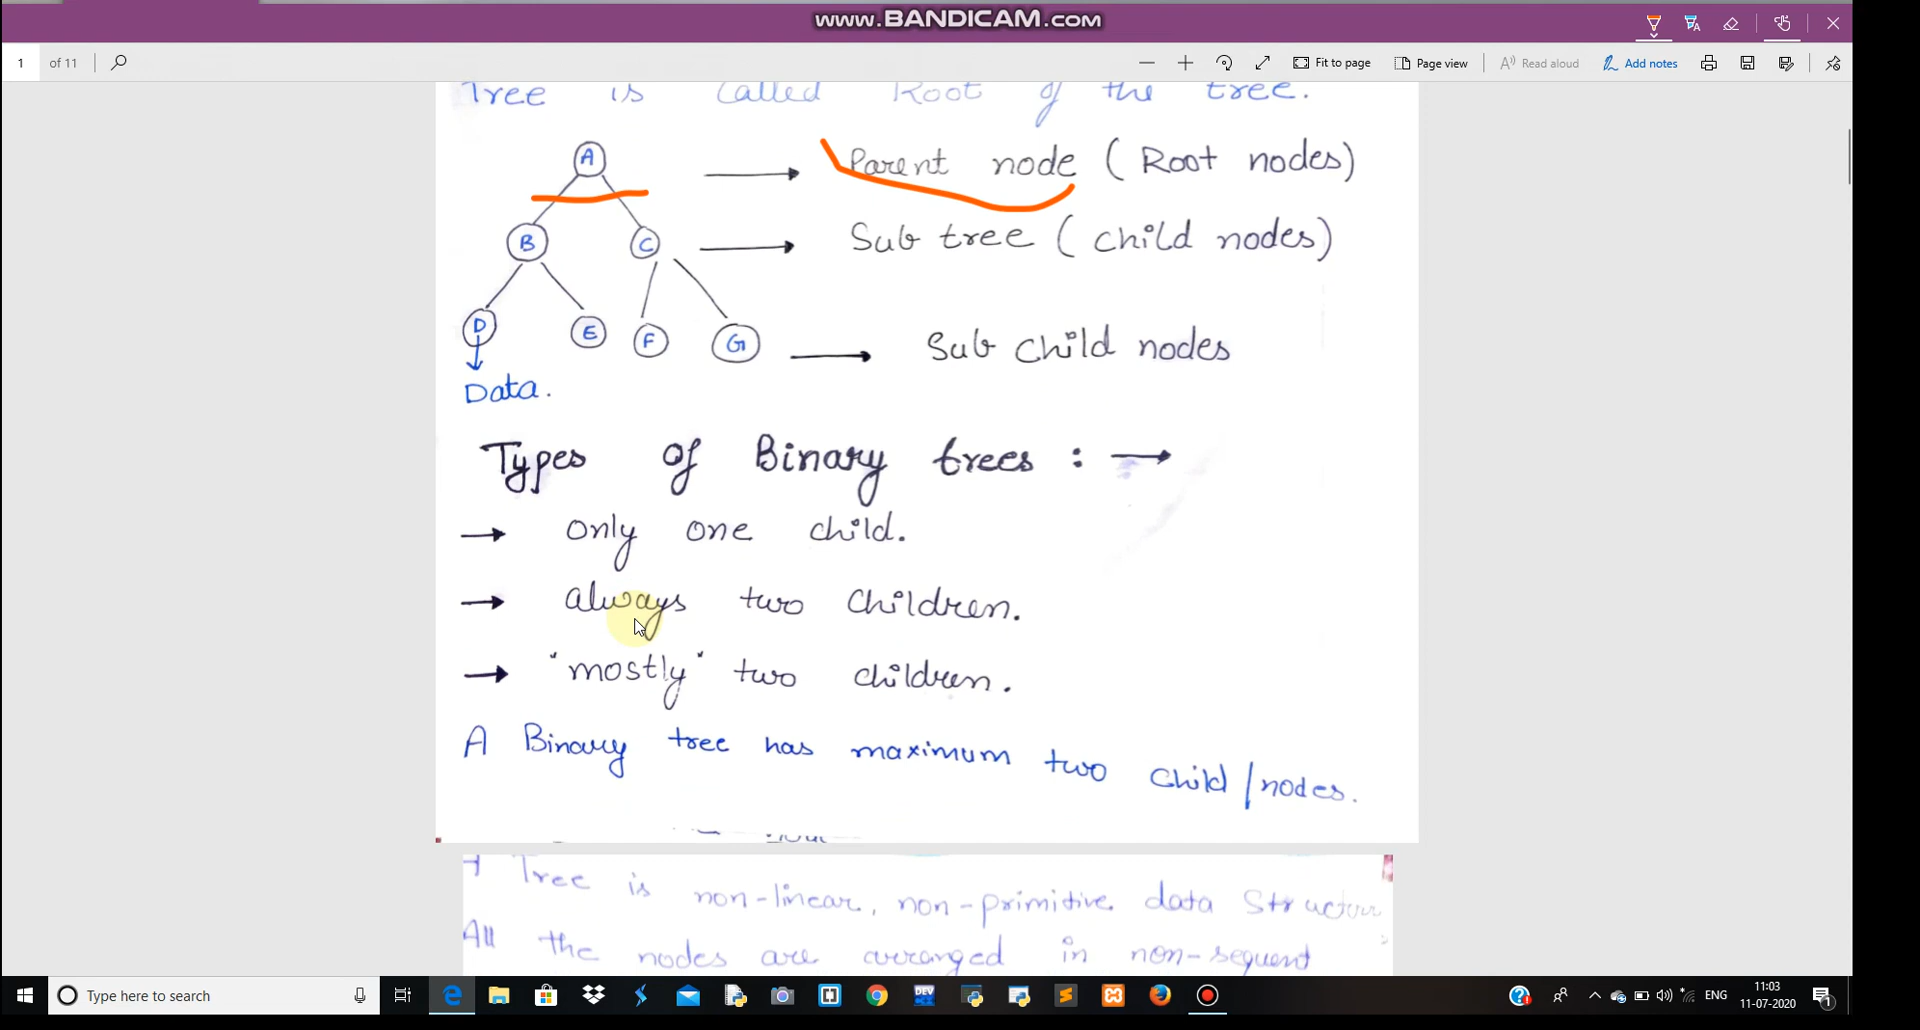 www.BANDICAM.com
1 of 11 Fit to page Page view Read aloud Add notes
Tree is called Root of the tree.
A Parent node (Root nodes)
B C Sub tree (child nodes)
D E F G Sub child nodes
Data.
Types of Binary trees : →
→ only one child.
→ always two children.
→ "mostly" two children.
A Binary tree has maximum two child/nodes.
Tree is non-linear, non-primitive data
All the nodes are arranged in non-sequent
Type here to search DEV ENG 11:03
11-07-2020 1